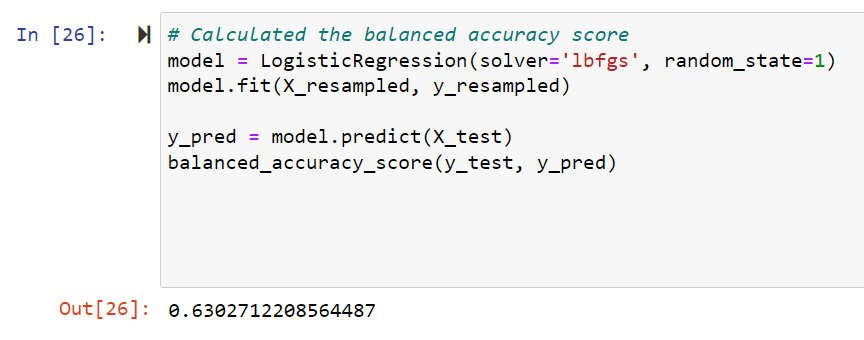 In [26]: # Calculated the balanced accuracy score
model = LogisticRegression(solver='lbfgs', random_state=1)
model.fit(X_resampled, y_resampled)
y_pred = model.predict(X_test)
balanced_accuracy_score(y_test, y_pred)
Out[26]: 0.6302712208564487